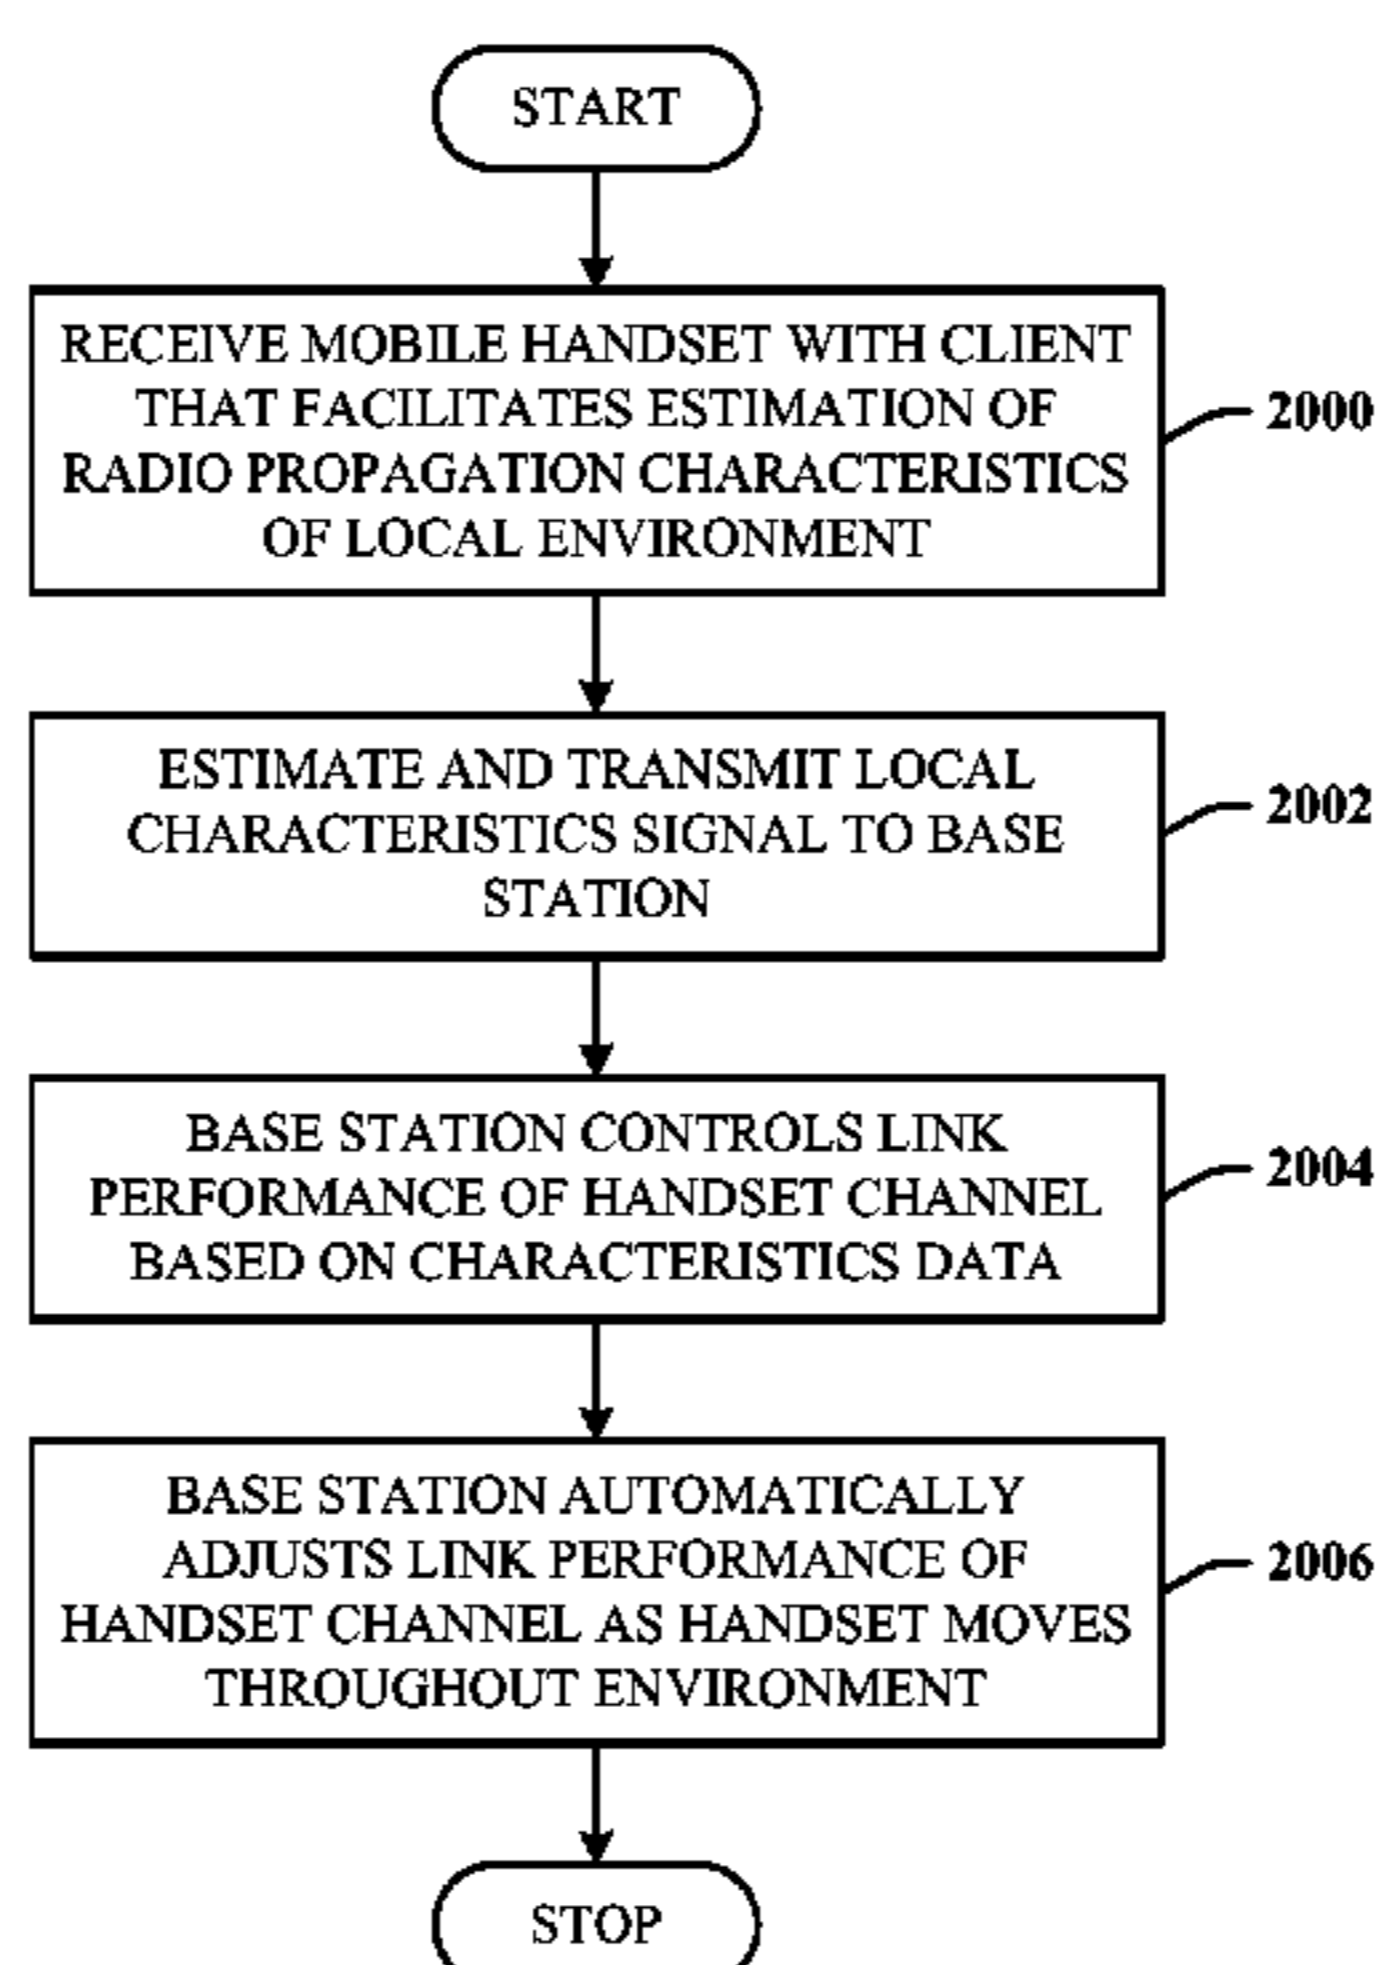 START
RECEIVE MOBILE HANDSET WITH CLIENT
THAT FACILITATES ESTIMATION OF
RADIO PROPAGATION CHARACTERISTICS
OF LOCAL ENVIRONMENT
2000
ESTIMATE AND TRANSMIT LOCAL
CHARACTERISTICS SIGNAL TO BASE
STATION
2002
BASE STATION CONTROLS LINK
PERFORMANCE OF HANDSET CHANNEL
BASED ON CHARACTERISTICS DATA
2004
BASE STATION AUTOMATICALLY
ADJUSTS LINK PERFORMANCE OF
HANDSET CHANNEL AS HANDSET MOVES
THROUGHOUT ENVIRONMENT
2006
STOP